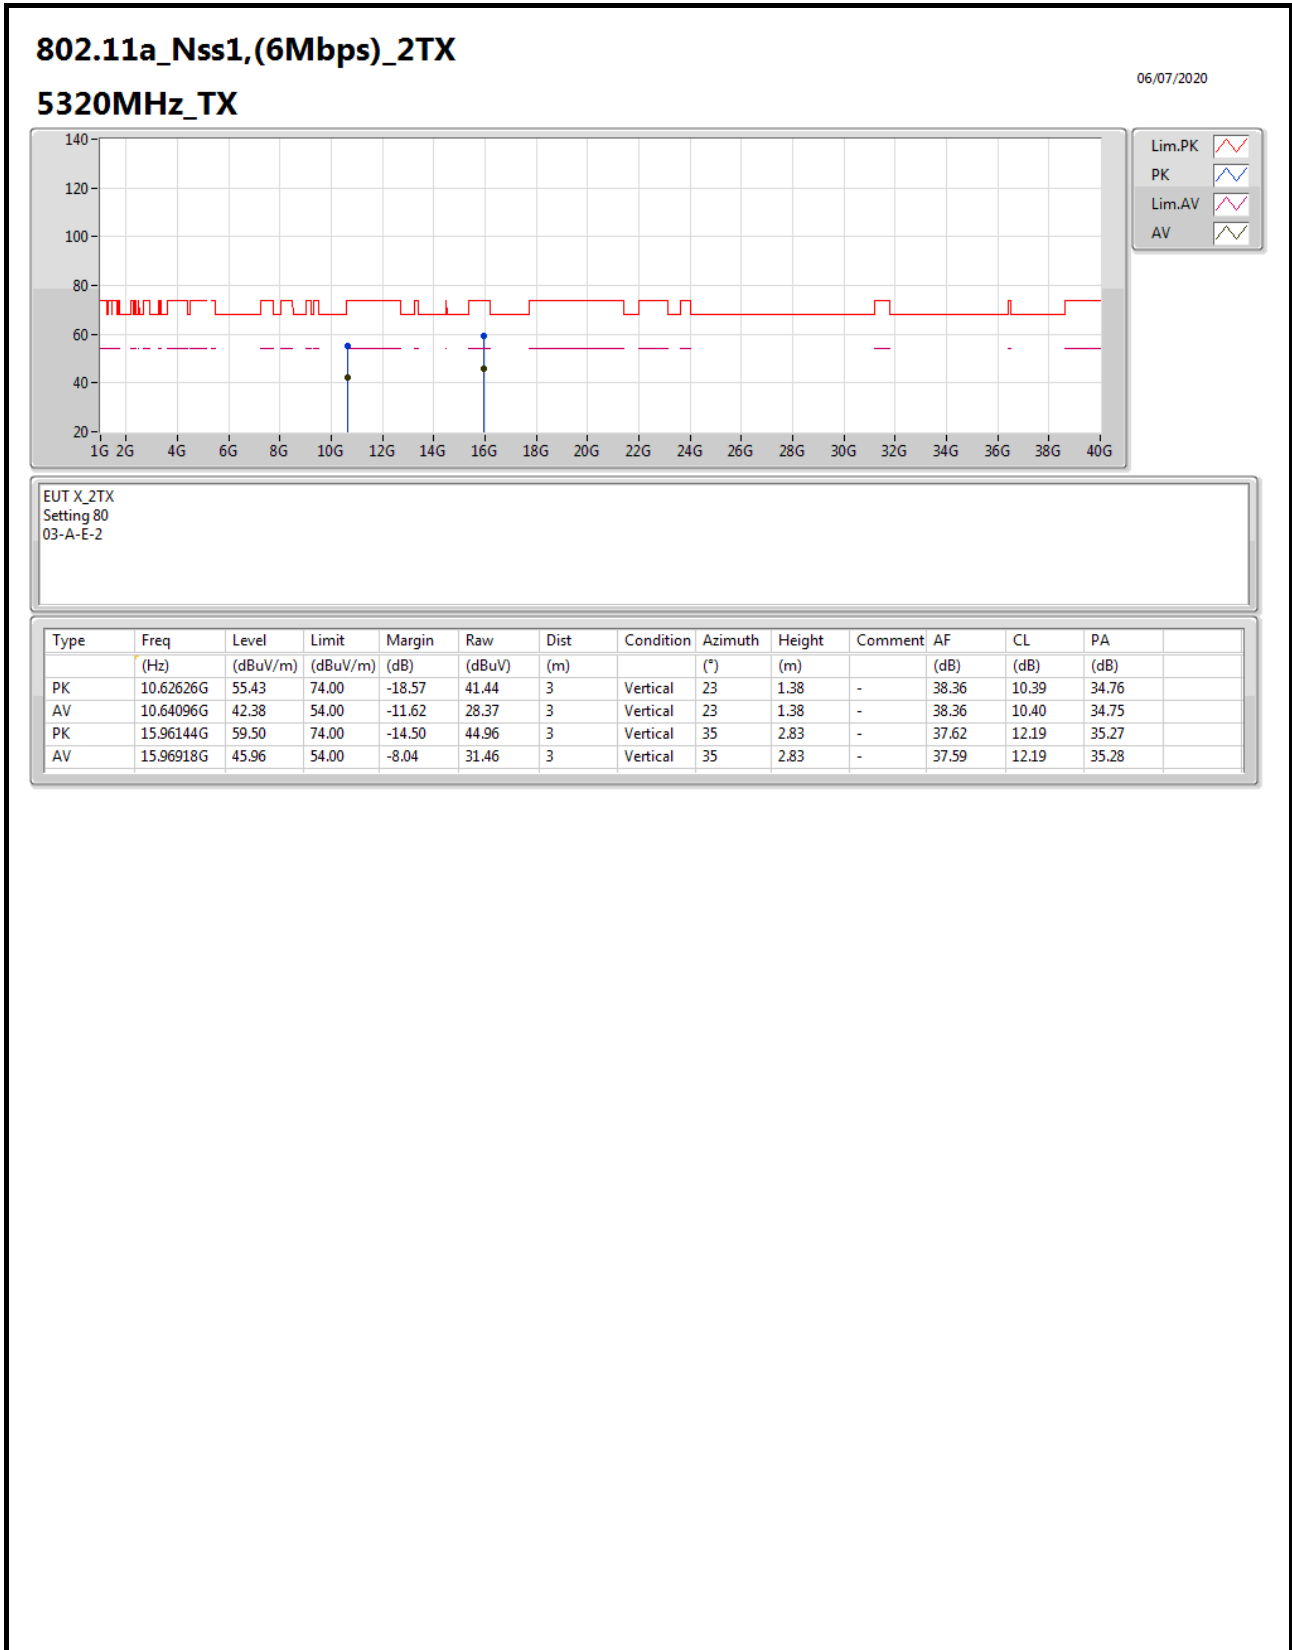 802.11a_Nss1,(6Mbps)_2TX
06/07/2020
5320MHz_TX
140
120
100
80
60
40
20
1G 2G 4G 6G 8G 10G 12G 14G 16G 18G 20G 22G 24G 26G 28G 30G 32G 34G 36G 38G 40G
Lim.PK
PK
Lim.AV
AV
EUT X_2TX
Setting 80
03-A-E-2
Type Freq Level Limit Margin Raw Dist Condition Azimuth Height Comment AF CL PA
(Hz) (dBuV/m) (dBuV/m) (dB) (dBuV) (m) (°) (m) (dB) (dB) (dB)
PK 10.62626G 55.43 74.00 -18.57 41.44 3 Vertical 23 1.38 - 38.36 10.39 34.76
AV 10.64096G 42.38 54.00 -11.62 28.37 3 Vertical 23 1.38 - 38.36 10.40 34.75
PK 15.96144G 59.50 74.00 -14.50 44.96 3 Vertical 35 2.83 - 37.62 12.19 35.27
AV 15.96918G 45.96 54.00 -8.04 31.46 3 Vertical 35 2.83 - 37.59 12.19 35.28